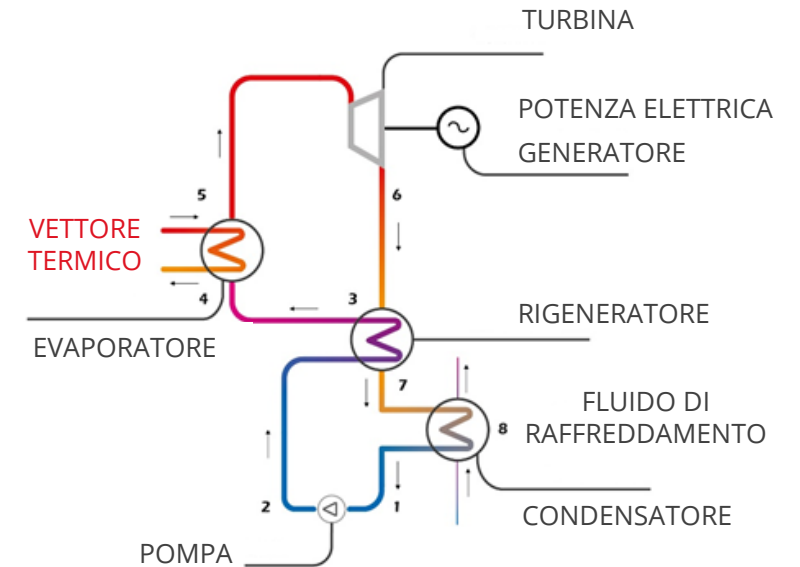 TURBINA
POTENZA ELETTRICA
GENERATORE
5
6
VETTORE
TERMICO
4
3
EVAPORATORE
RIGENERATORE
7
FLUIDO DI
RAFFREDDAMENTO
8
2
1
CONDENSATORE
POMPA